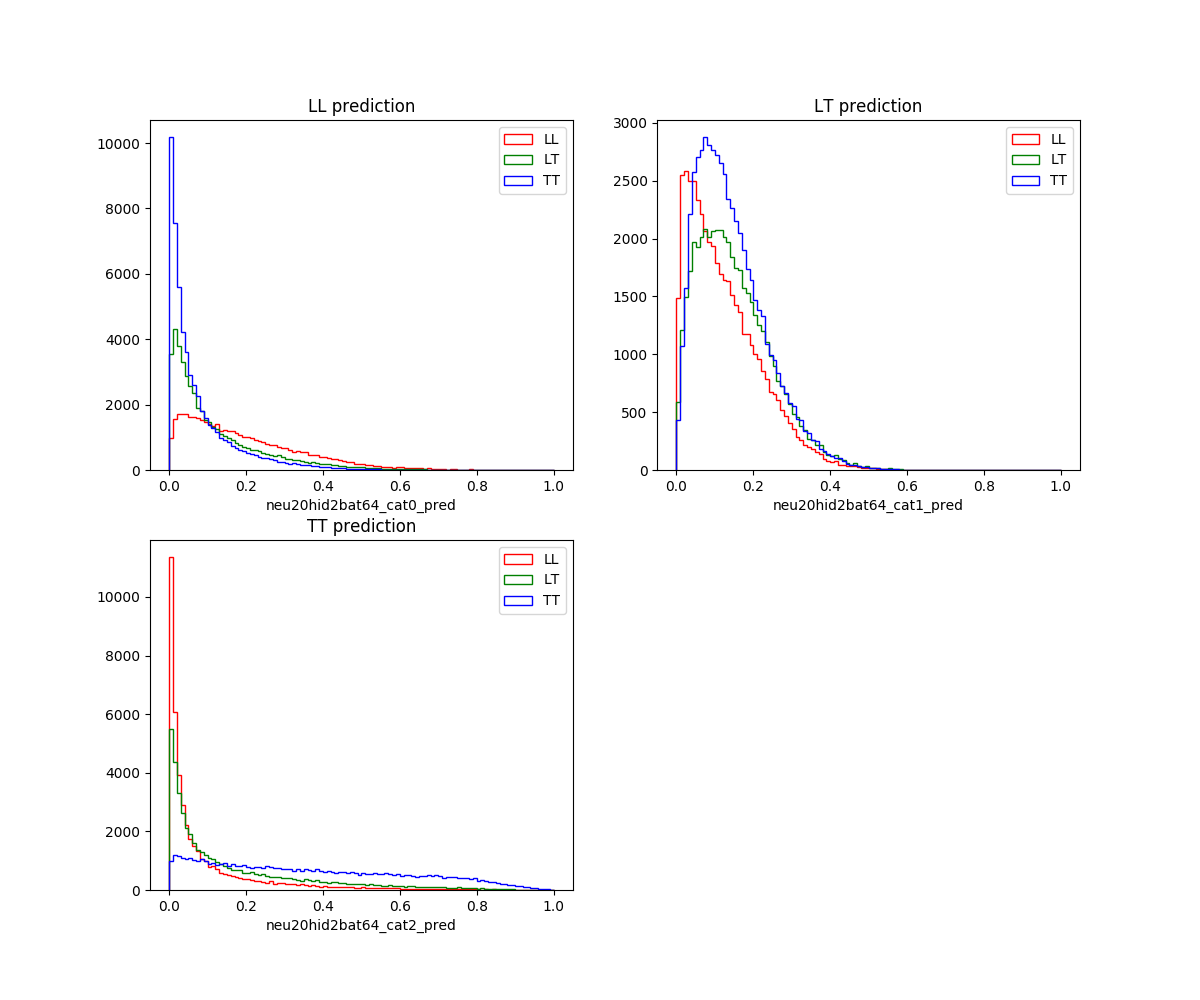 LL prediction
10000
8000
6000
4000
2000
0
0.0 0.2 0.4 0.6 0.8 1.0
neu20hid2bat64_cat0_pred
LL
LT
TT
LT prediction
3000
2500
2000
1500
1000
500
0
0.0 0.2 0.4 0.6 0.8 1.0
neu20hid2bat64_cat1_pred
LL
LT
TT
TT prediction
10000
8000
6000
4000
2000
0
0.0 0.2 0.4 0.6 0.8 1.0
neu20hid2bat64_cat2_pred
LL
LT
TT